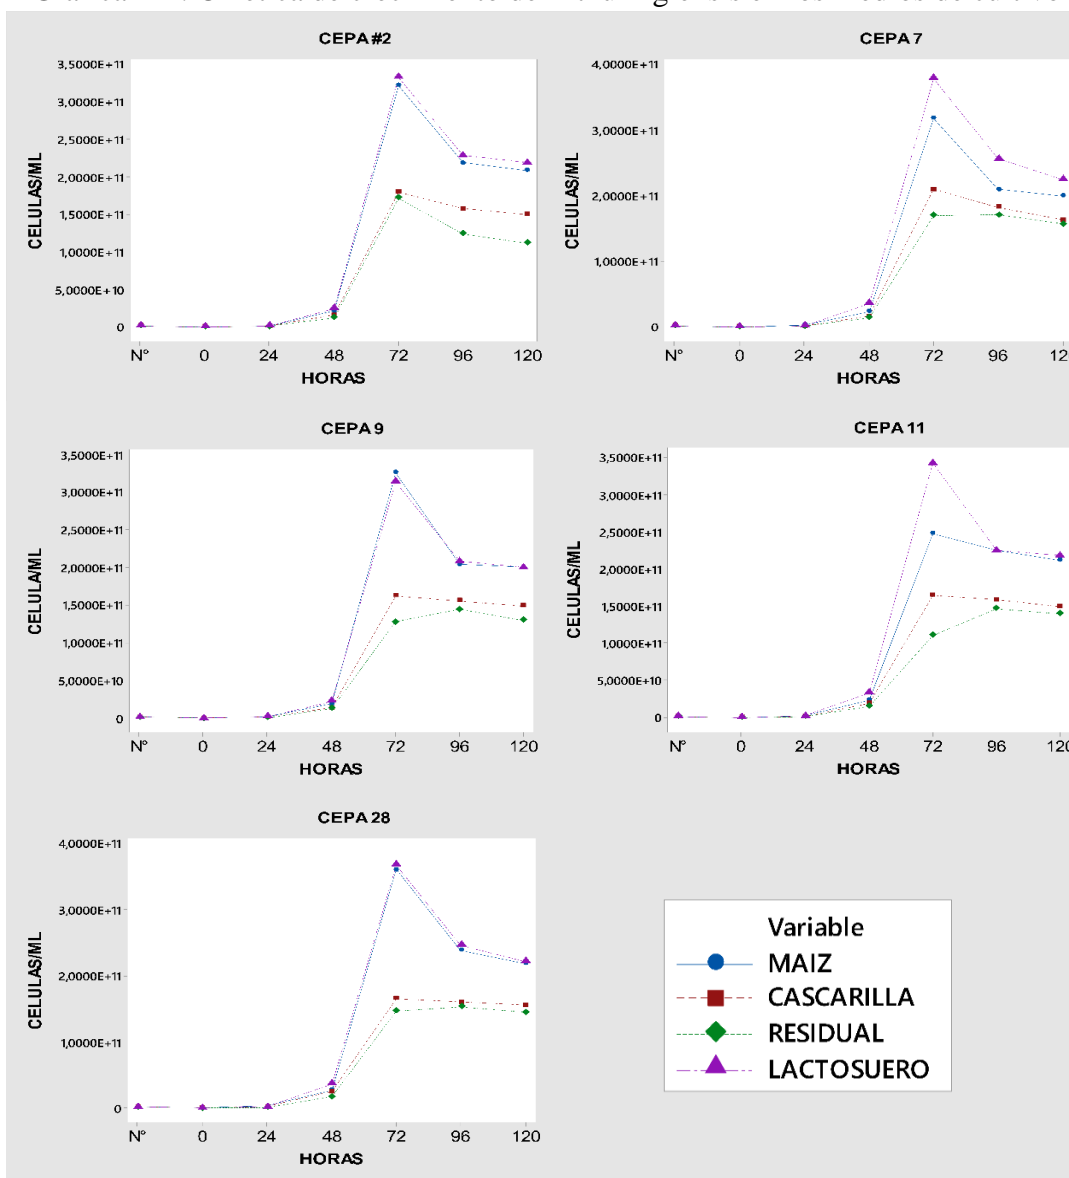 CEPA #2
3,5000E+11
3,0000E+11
2,5000E+11
2,0000E+11
1,5000E+11
1,0000E+11
5,0000E+10
0
CELULAS/ML
N° 0 24 48 72 96 120
HORAS
CEPA 7
4,0000E+11
3,0000E+11
2,0000E+11
1,0000E+11
0
CELULAS/ML
N° 0 24 48 72 96 120
HORAS
CEPA 9
3,5000E+11
3,0000E+11
2,5000E+11
2,0000E+11
1,5000E+11
1,0000E+11
5,0000E+10
0
CELULA/ML
N° 0 24 48 72 96 120
HORAS
CEPA 11
3,5000E+11
3,0000E+11
2,5000E+11
2,0000E+11
1,5000E+11
1,0000E+11
5,0000E+10
0
CELULAS/ML
N° 0 24 48 72 96 120
HORAS
CEPA 28
4,0000E+11
3,0000E+11
2,0000E+11
1,0000E+11
0
CELULAS/ML
N° 0 24 48 72 96 120
HORAS
Variable
MAIZ
CASCARILLA
RESIDUAL
LACTOSUERO